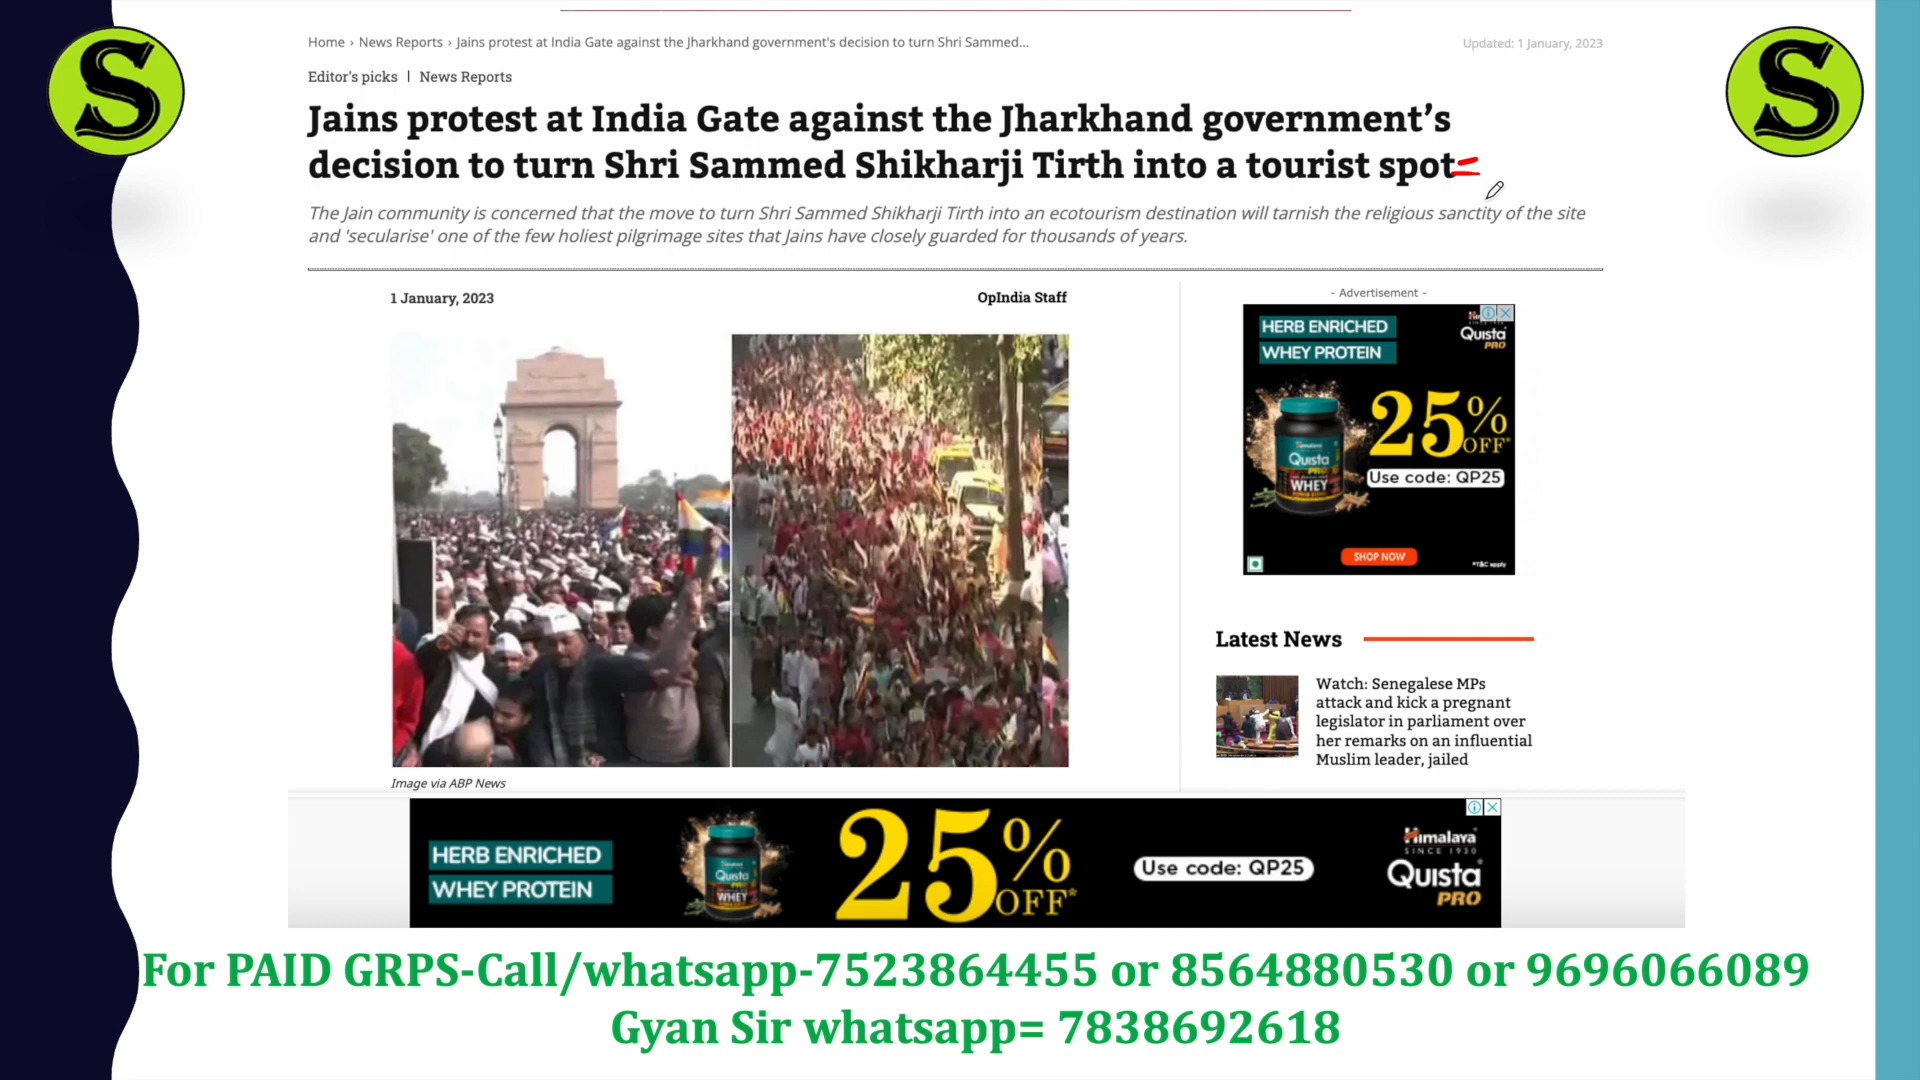 S
S
Home › News Reports › Jains protest at India Gate against the Jharkhand government's decision to turn Shri Sammed...
Updated: 1 January, 2023
Editor's picks | News Reports
Jains protest at India Gate against the Jharkhand government’s
decision to turn Shri Sammed Shikharji Tirth into a tourist spot
The Jain community is concerned that the move to turn Shri Sammed Shikharji Tirth into an ecotourism destination will tarnish the religious sanctity of the site
and 'secularise' one of the few holiest pilgrimage sites that Jains have closely guarded for thousands of years.
1 January, 2023
OpIndia Staff
Image via ABP News
- Advertisement -
HERB ENRICHED
WHEY PROTEIN
Quista
PRO
25%
OFF*
Use code: QP25
Quista
WHEY
SHOP NOW
*T&C apply
Latest News
Watch: Senegalese MPs
attack and kick a pregnant
legislator in parliament over
her remarks on an influential
Muslim leader, jailed
HERB ENRICHED
WHEY PROTEIN
Quista
WHEY
25%
OFF*
Use code: QP25
Himalaya
SINCE 1930
Quista
PRO
For PAID GRPS-Call/whatsapp-7523864455 or 8564880530 or 9696066089
Gyan Sir whatsapp= 7838692618